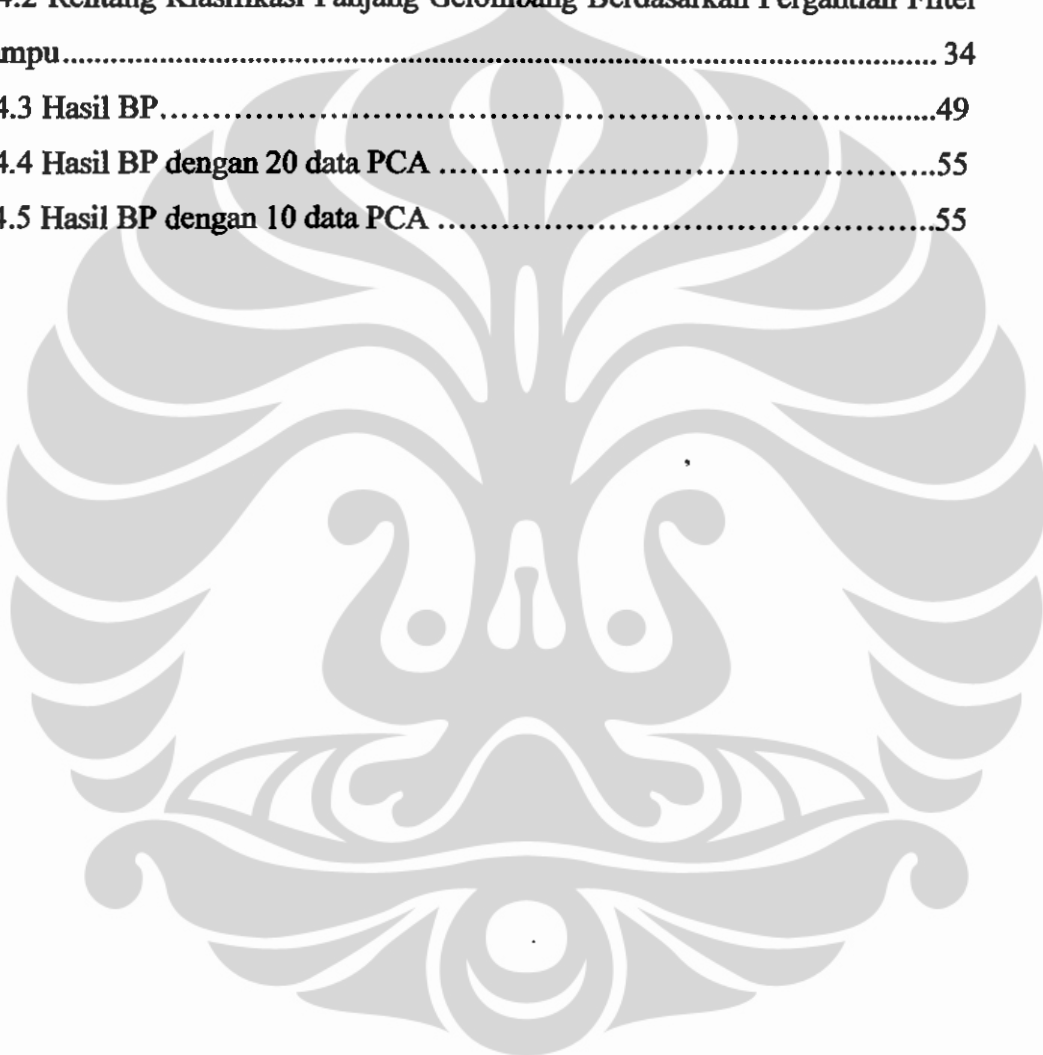 4.2 Rentang Klasifikasi Panjang Gelombang Berdasarkan Pergantian Filter
mpu.......... 34
4.3 Hasil BP..........49
4.4 Hasil BP dengan 20 data PCA ..........55
4.5 Hasil BP dengan 10 data PCA ..........55